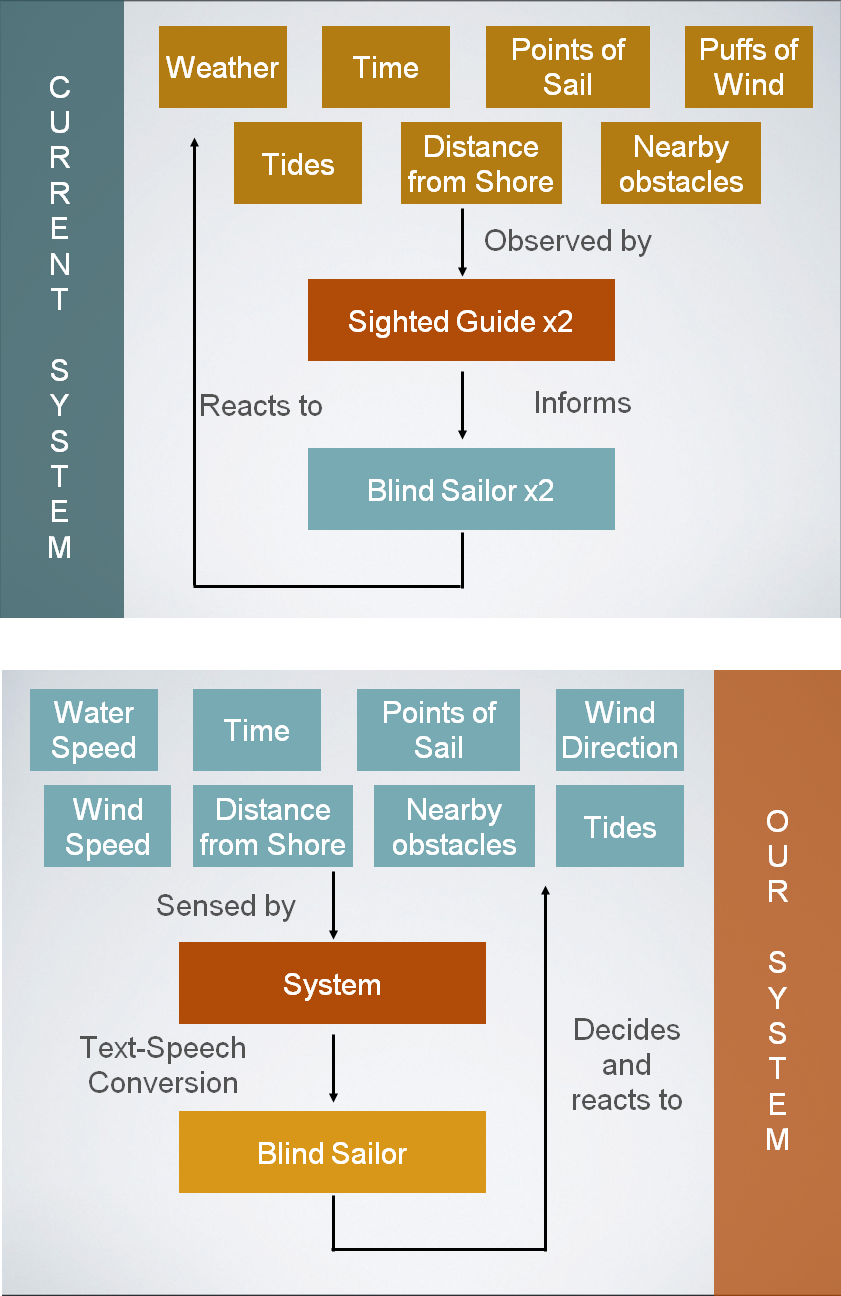 CURRENT SYSTEM
Weather
Time
Points of
Sail
Puffs of
Wind
Tides
Distance
from Shore
Nearby
obstacles
Observed by
Sighted Guide x2
Reacts to
Informs
Blind Sailor x2
Water
Speed
Time
Points of
Sail
Wind
Direction
Wind
Speed
Distance
from Shore
Nearby
obstacles
Tides
Sensed by
System
Text-Speech
Conversion
Decides
and
reacts to
Blind Sailor
OUR SYSTEM